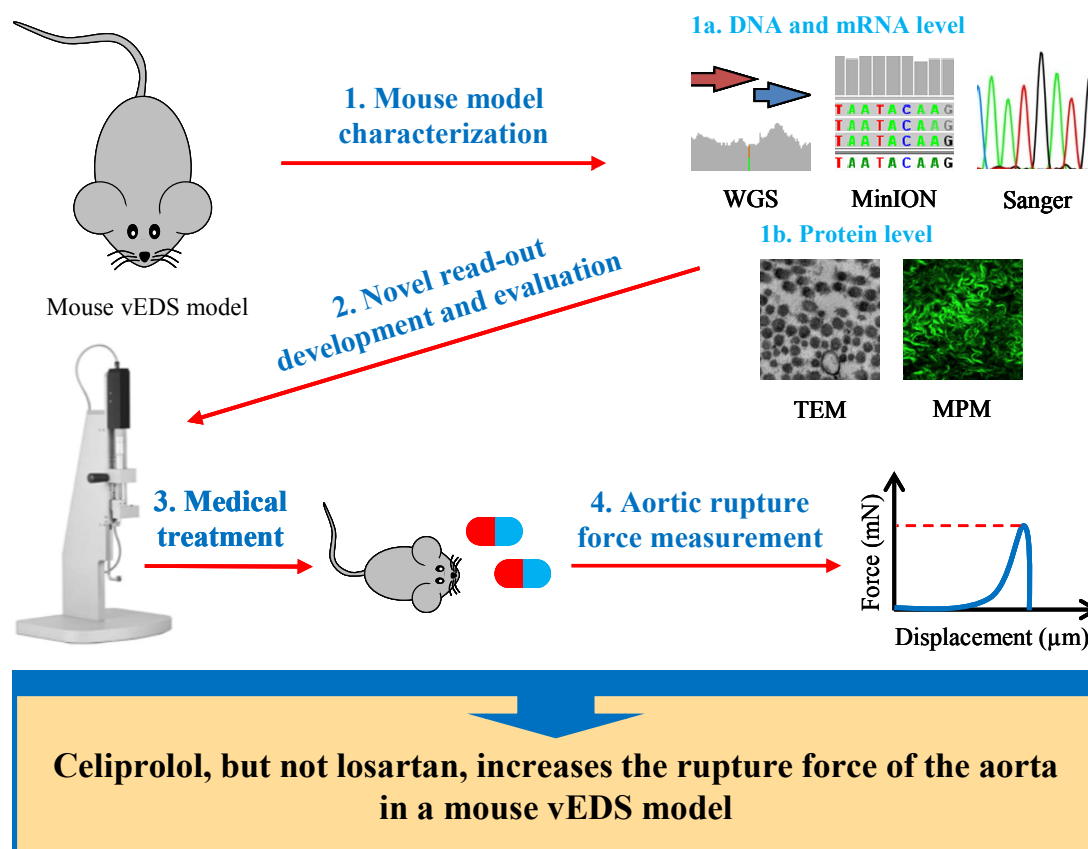 1a. DNA and mRNA level
1. Mouse model
characterization
TAATACAAG
TAATACAAG
TAATACAAG
TAATACAAG
WGS
MinION
Sanger
1b. Protein level
Mouse vEDS model
2. Novel read-out
development and evaluation
TEM
MPM
3. Medical
treatment
4. Aortic rupture
force measurement
Force (mN)
Displacement (µm)
Celiprolol, but not losartan, increases the rupture force of the aorta
in a mouse vEDS model